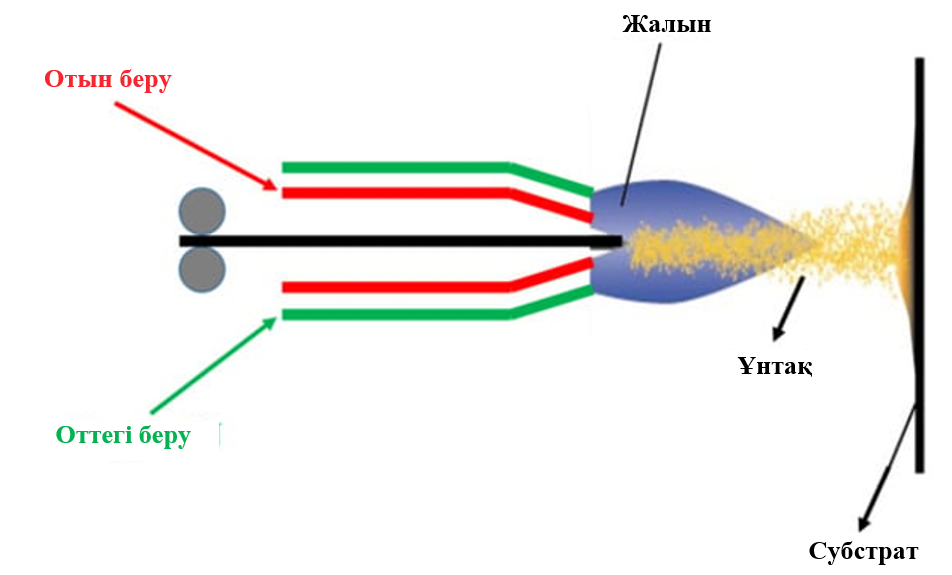 Жалын
Отын беру
Ұнтақ
Оттегі беру
Субстрат